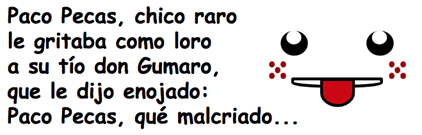 Paco Pecas, chico raro
le gritaba como loro
a su tío don Gumaro,
que le dijo enojado:
Paco Pecas, qué malcriado...